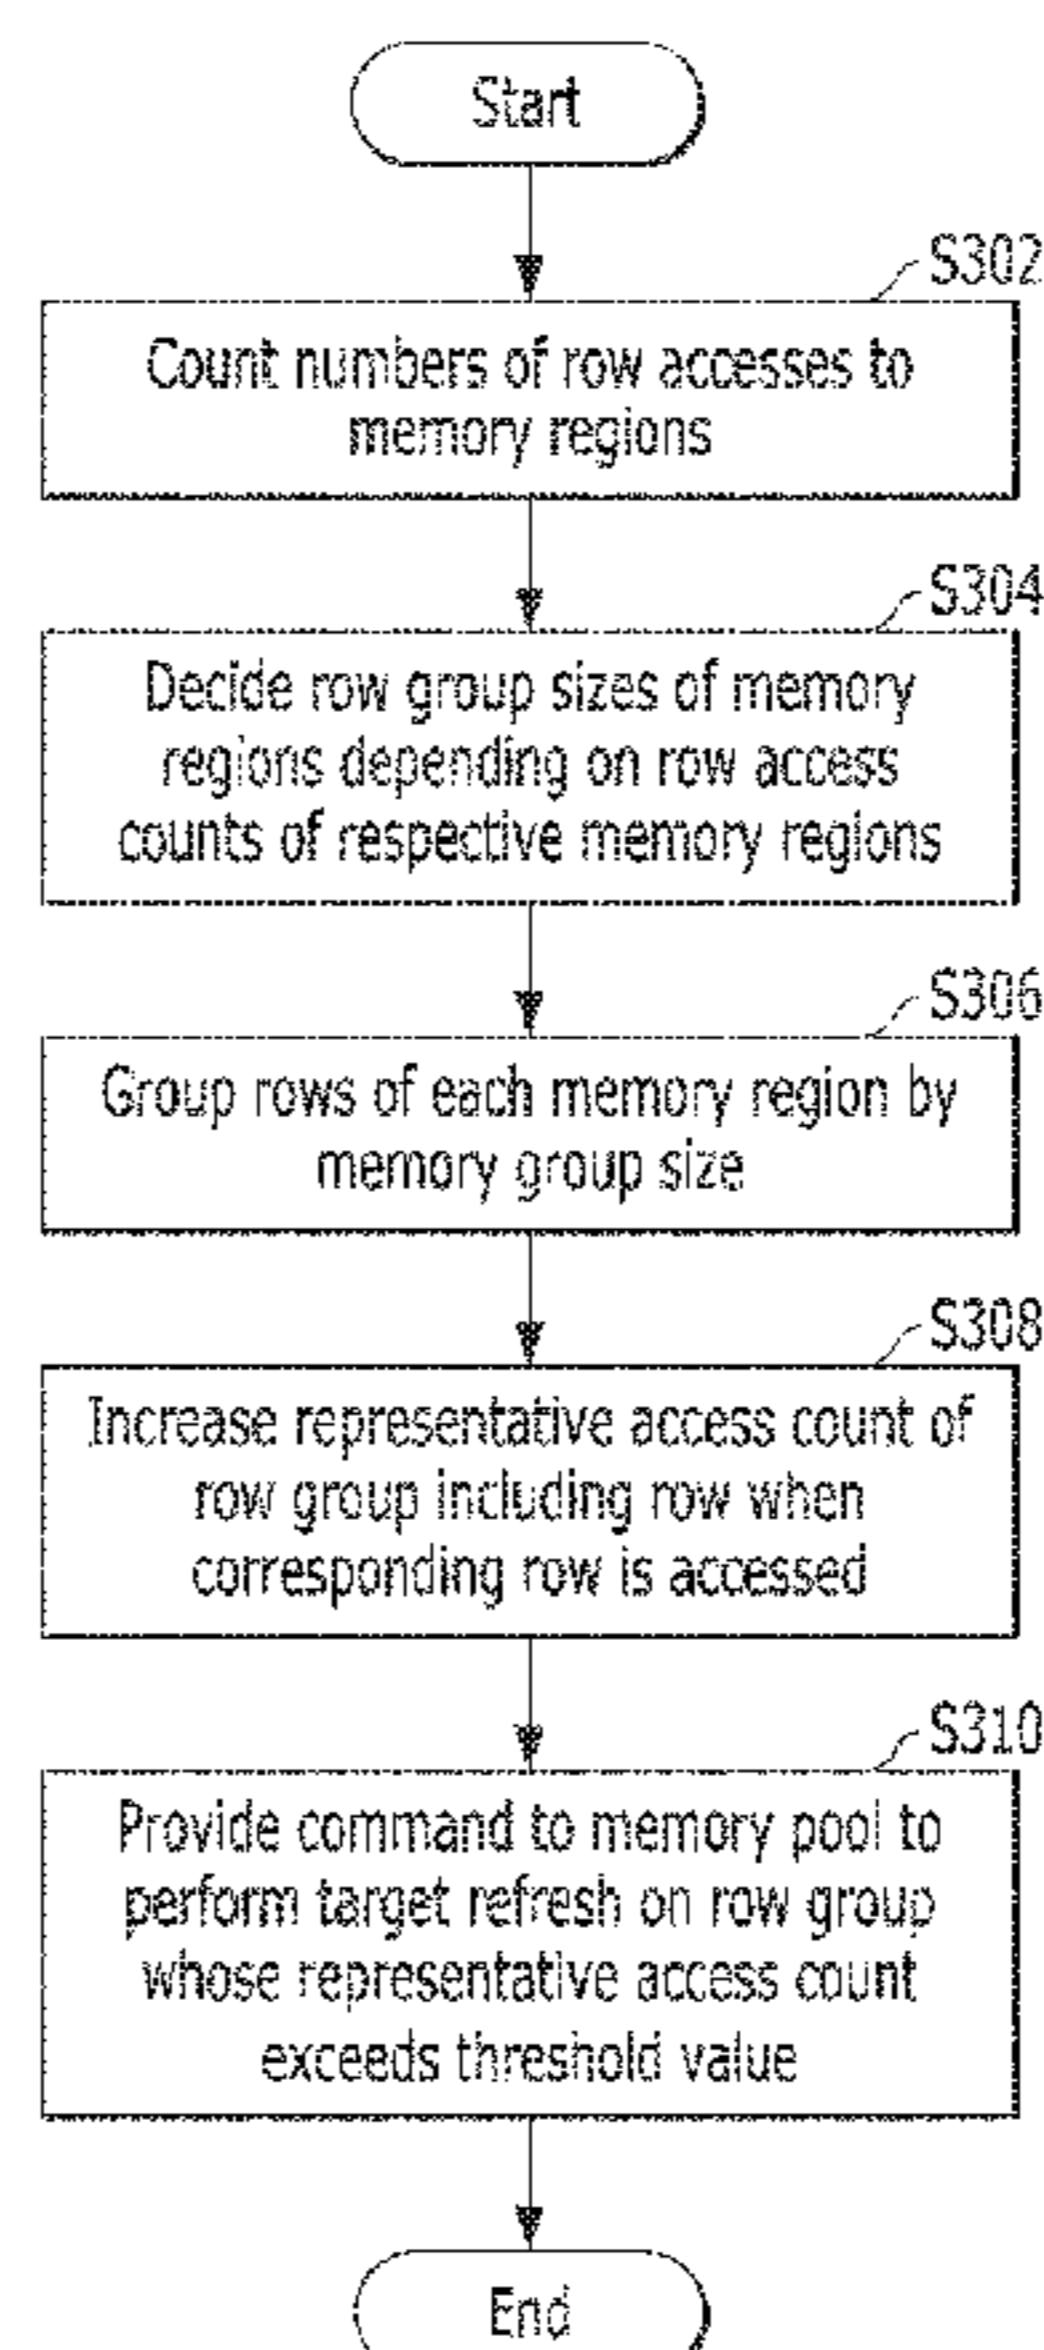 Start
S302
Count numbers of row accesses to
memory regions
S304
Decide row group sizes of memory
regions depending on row access
counts of respective memory regions
S306
Group rows of each memory region by
memory group size
S308
Increase representative access count of
row group including row when
corresponding row is accessed
S310
Provide command to memory pool to
perform target refresh on row group
whose representative access count
exceeds threshold value
End